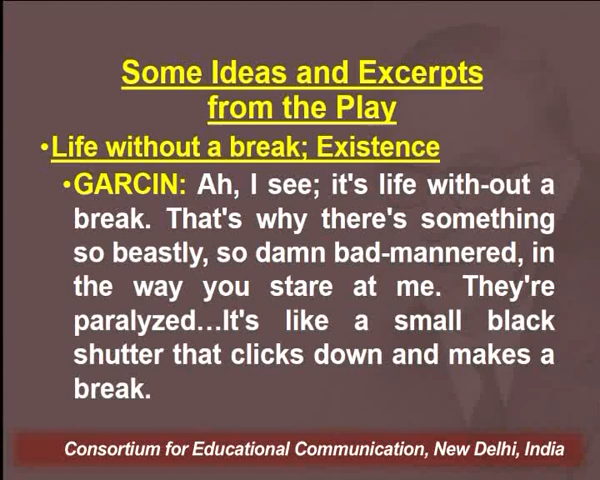 Some Ideas and Excerpts
from the Play
•Life without a break; Existence
•GARCIN: Ah, I see; it's life with-out a
break. That's why there's something
so beastly, so damn bad-mannered, in
the way you stare at me. They're
paralyzed...It's like a small black
shutter that clicks down and makes a
break.
Consortium for Educational Communication, New Delhi, India